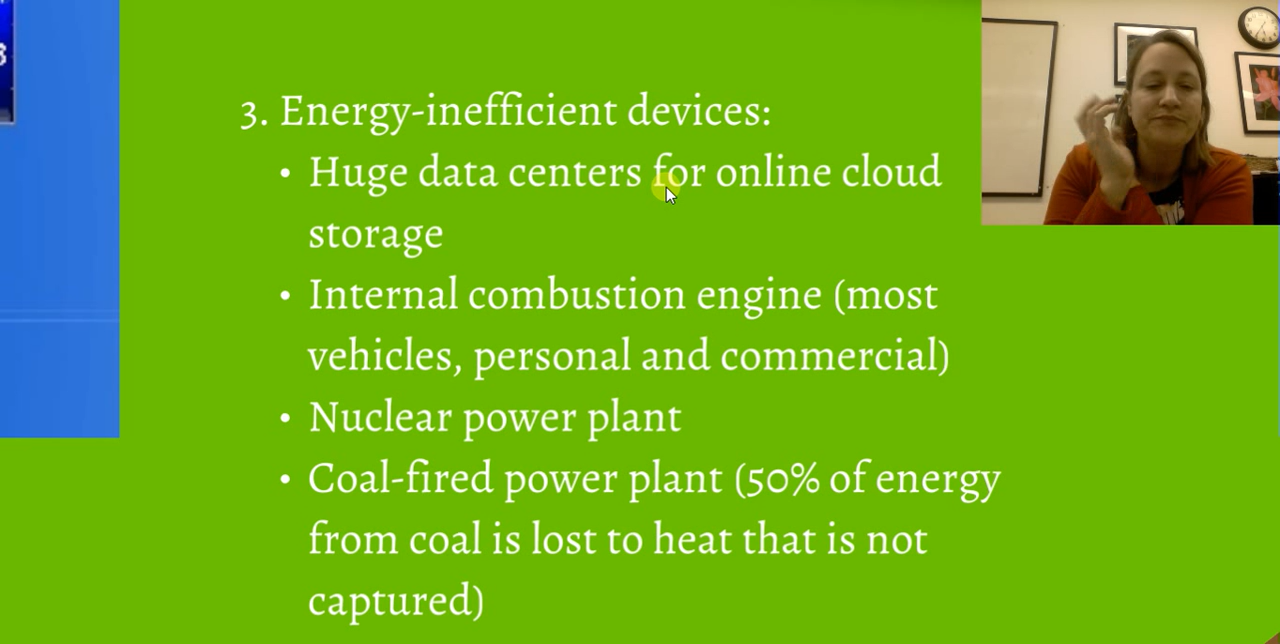 3. Energy-inefficient devices:
• Huge data centers for online cloud
storage
• Internal combustion engine (most
vehicles, personal and commercial)
• Nuclear power plant
• Coal-fired power plant (50% of energy
from coal is lost to heat that is not
captured)